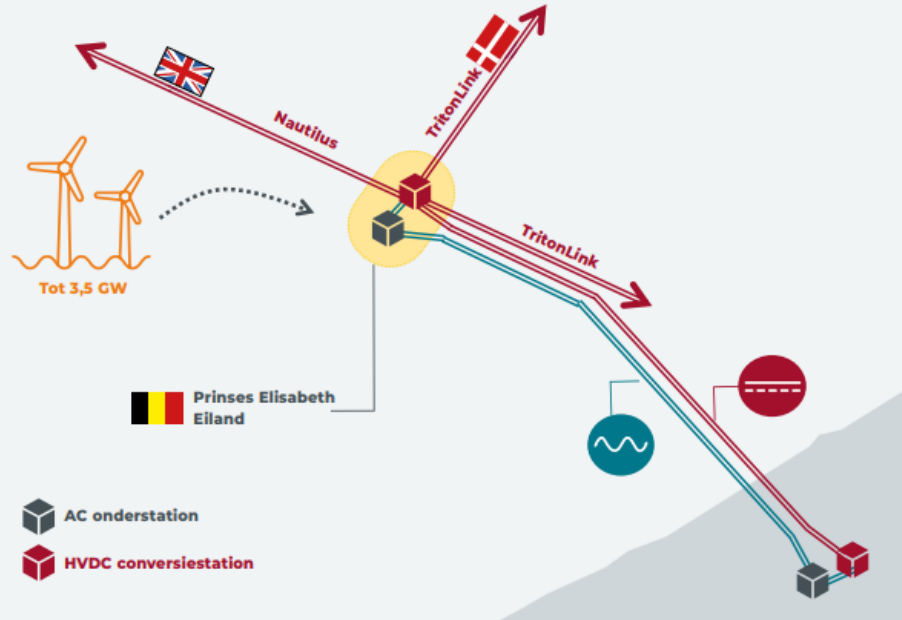 Nautilus
TritonLink
TritonLink
Tot 3,5 GW
Prinses Elisabeth
Eiland
AC onderstation
HVDC conversiestation